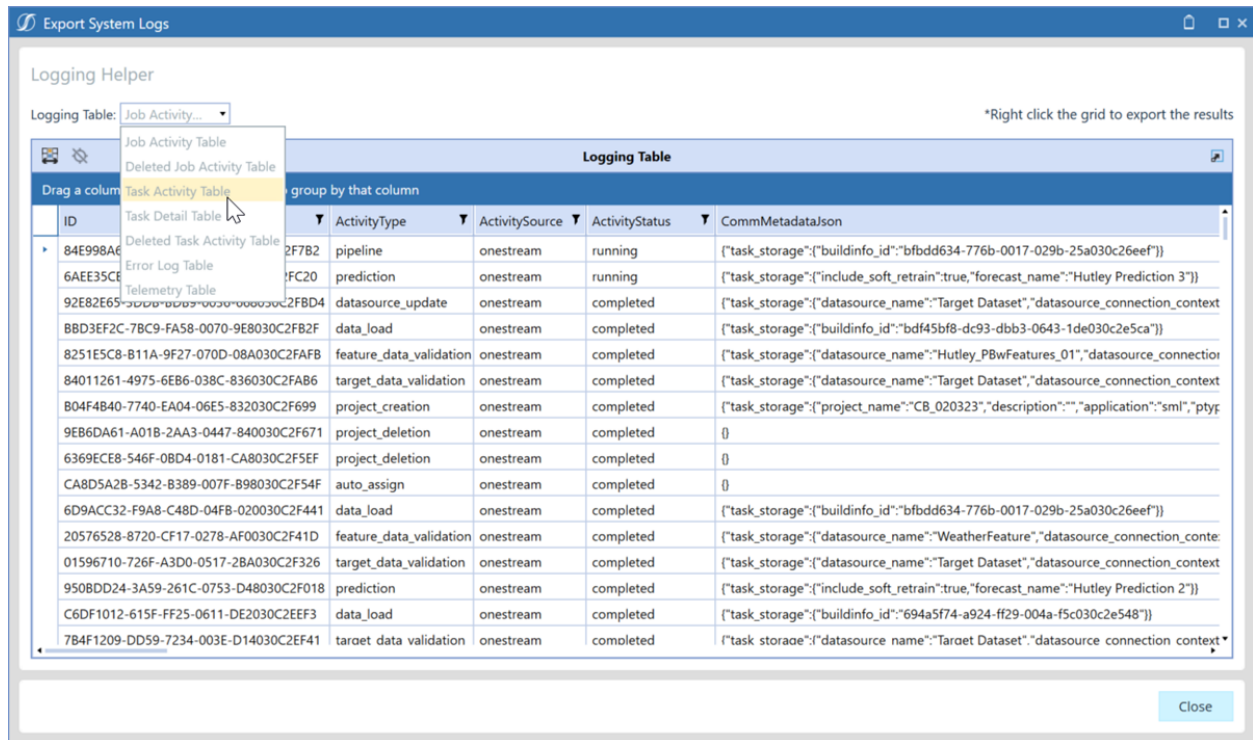 Export System Logs
Logging Helper
Logging Table: Job Activity...
*Right click the grid to export the results
Job Activity Table
Deleted Job Activity Table
Task Activity Table
Task Detail Table
Deleted Task Activity Table
Error Log Table
Telemetry Table
Logging Table
Drag a colum group by that column
ID ActivityType ActivitySource ActivityStatus CommMetadataJson
84E998A6 2F7B2 pipeline onestream running {"task_storage":{"buildinfo_id":"bfbdd634-776b-0017-029b-25a030c26eef"}}
6AEE35CE 2FC20 prediction onestream running {"task_storage":{"include_soft_retrain":true,"forecast_name":"Hutley Prediction 3"}}
92E82E65- 2FBD4 datasource_update onestream completed {"task_storage":{"datasource_name":"Target Dataset","datasource_connection_context
BBD3EF2C-7BC9-FA58-0070-9E8030C2FB2F data_load onestream completed {"task_storage":{"buildinfo_id":"bdf45bf8-dc93-dbb3-0643-1de030c2e5ca"}}
8251E5C8-B11A-9F27-070D-08A030C2FAFB feature_data_validation onestream completed {"task_storage":{"datasource_name":"Hutley_PBwFeatures_01","datasource_connection
84011261-4975-6EB6-038C-836030C2FAB6 target_data_validation onestream completed {"task_storage":{"datasource_name":"Target Dataset","datasource_connection_context
B04F4B40-7740-EA04-06E5-832030C2F699 project_creation onestream completed {"task_storage":{"project_name":"CB_020323","description":"","application":"sml","ptyp
9EB6DA61-A01B-2AA3-0447-840030C2F671 project_deletion onestream completed {}
6369ECE8-546F-0BD4-0181-CA8030C2F5EF project_deletion onestream completed {}
CA8D5A2B-5342-B389-007F-B98030C2F54F auto_assign onestream completed {}
6D9ACC32-F9A8-C48D-04FB-020030C2F441 data_load onestream completed {"task_storage":{"buildinfo_id":"bfbdd634-776b-0017-029b-25a030c26eef"}}
20576528-8720-CF17-0278-AF0030C2F41D feature_data_validation onestream completed {"task_storage":{"datasource_name":"WeatherFeature","datasource_connection_conte
01596710-726F-A3D0-0517-2BA030C2F326 target_data_validation onestream completed {"task_storage":{"datasource_name":"Target Dataset","datasource_connection_context
950BDD24-3A59-261C-0753-D48030C2F018 prediction onestream completed {"task_storage":{"include_soft_retrain":true,"forecast_name":"Hutley Prediction 2"}}
C6DF1012-615F-FF25-0611-DE2030C2EEF3 data_load onestream completed {"task_storage":{"buildinfo_id":"694a5f74-a924-ff29-004a-f5c030c2e548"}}
7B4F1209-DD59-7234-003E-D14030C2EF41 target_data_validation onestream completed {"task_storage":{"datasource_name":"Target Dataset","datasource_connection_context
Close